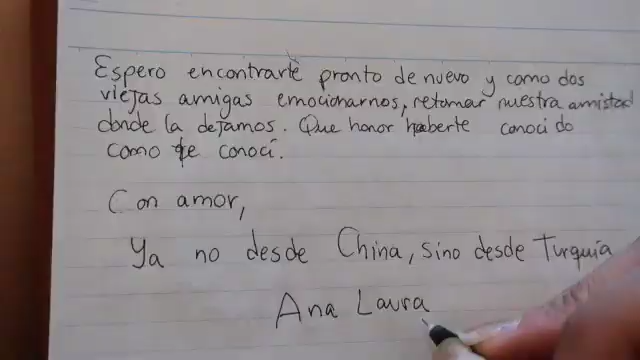 Espero encontrarte pronto de nuevo y como dos
viejas amigas emocionarnos, retomar nuestra amistad
donde la dejamos. Que honor haberte conocido
como te conocí.
Con amor,
Ya no desde China, sino desde Turquía
Ana Laura